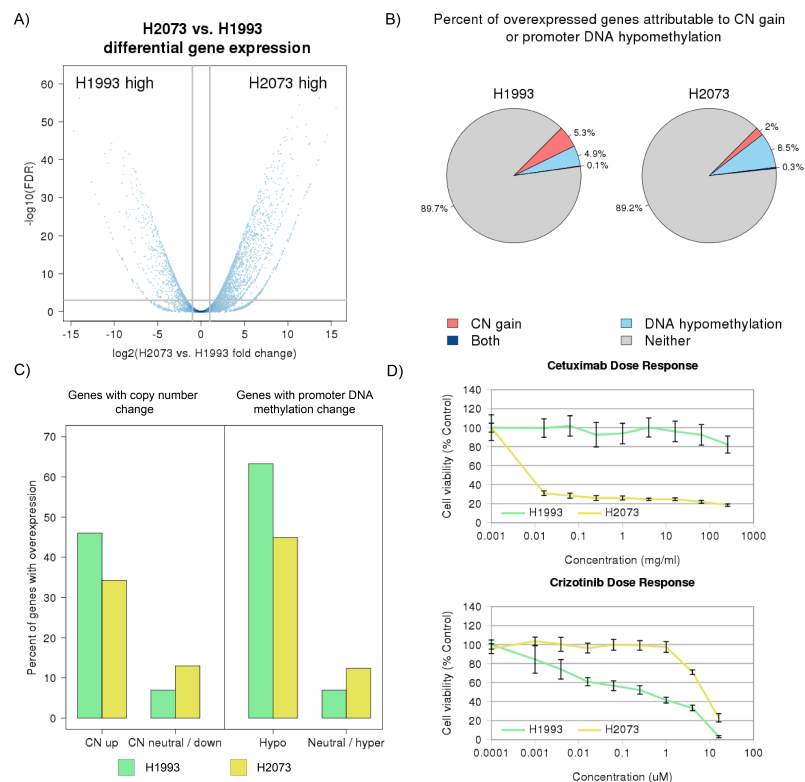 A)
H2073 vs. H1993
differential gene expression
H1993 high
H2073 high
60
50
40
30
20
10
0
-log10(FDR)
−15
−10
−5
0
5
10
15
log2(H2073 vs. H1993 fold change)
B)
Percent of overexpressed genes attributable to CN gain
or promoter DNA hypomethylation
H1993
5.3%
4.9%
0.1%
89.7%
H2073
2%
8.5%
0.3%
89.2%
CN gain
DNA hypomethylation
Both
Neither
C)
Genes with copy number
change
Genes with promoter DNA
methylation change
70
60
50
40
30
20
10
0
Percent of genes with overexpression
CN up
CN neutral / down
Hypo
Neutral / hyper
H1993
H2073
D)
Cetuximab Dose Response
140
120
100
80
60
40
20
0
Cell viability (% Control)
H1993
H2073
0.001
0.01
0.1
1
10
100
1000
Concentration (mg/ml)
Crizotinib Dose Response
140
120
100
80
60
40
20
0
Cell viability (% Control)
H1993
H2073
0.0001
0.001
0.01
0.1
1
10
100
Concentration (uM)